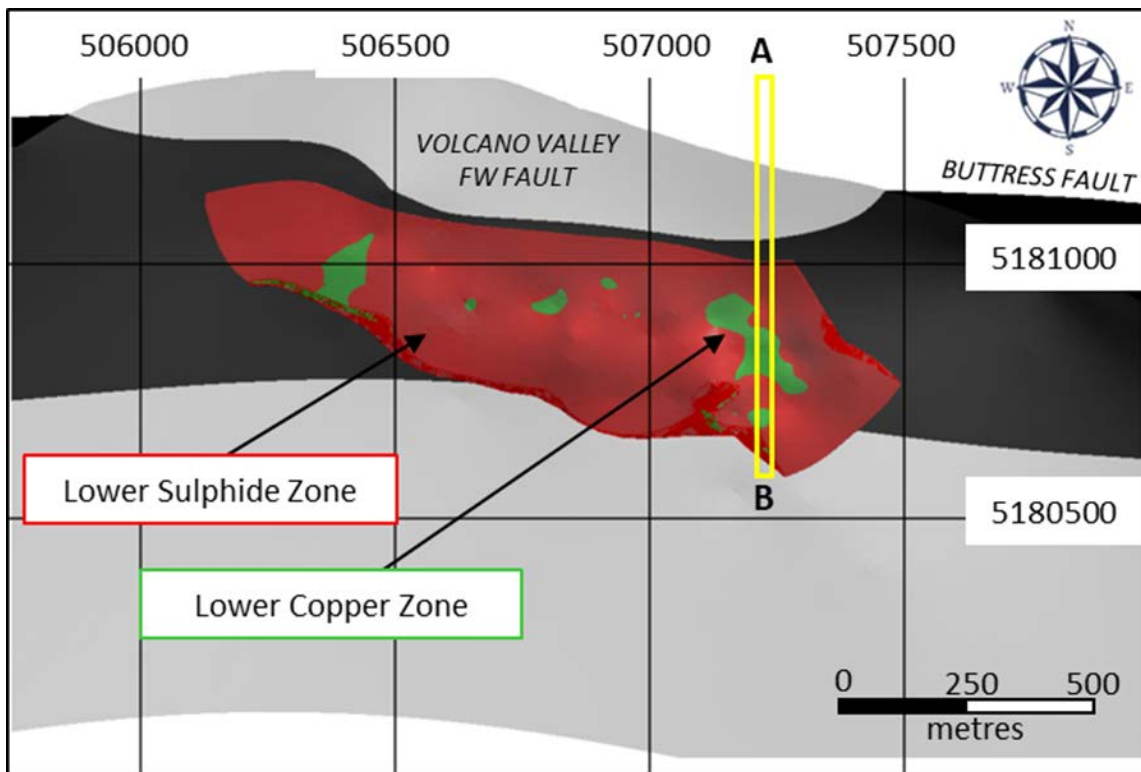 506000
506500
507000
507500
A
N
W
E
S
VOLCANO VALLEY
FW FAULT
BUTTRESS FAULT
5181000
Lower Sulphide Zone
B
5180500
Lower Copper Zone
0 250 500
metres